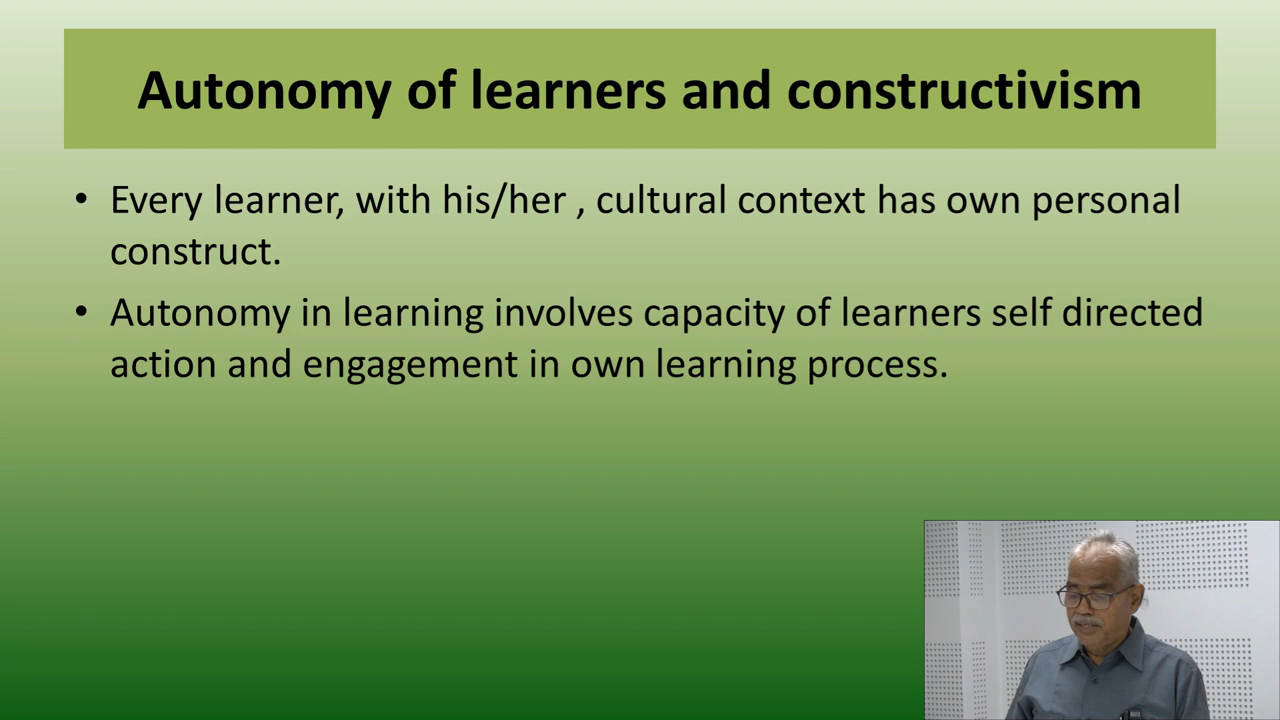 Autonomy of learners and constructivism
• Every learner, with his/her , cultural context has own personal
construct.
• Autonomy in learning involves capacity of learners self directed
action and engagement in own learning process.